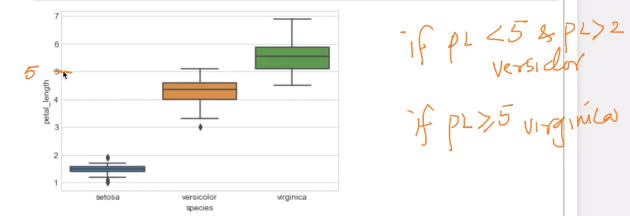 7
6
5
4
3
2
1
petal_length
setosa
versicolor
virginica
species
5
if PL <5 & PL>2
versidor
if PL≥5 virginica